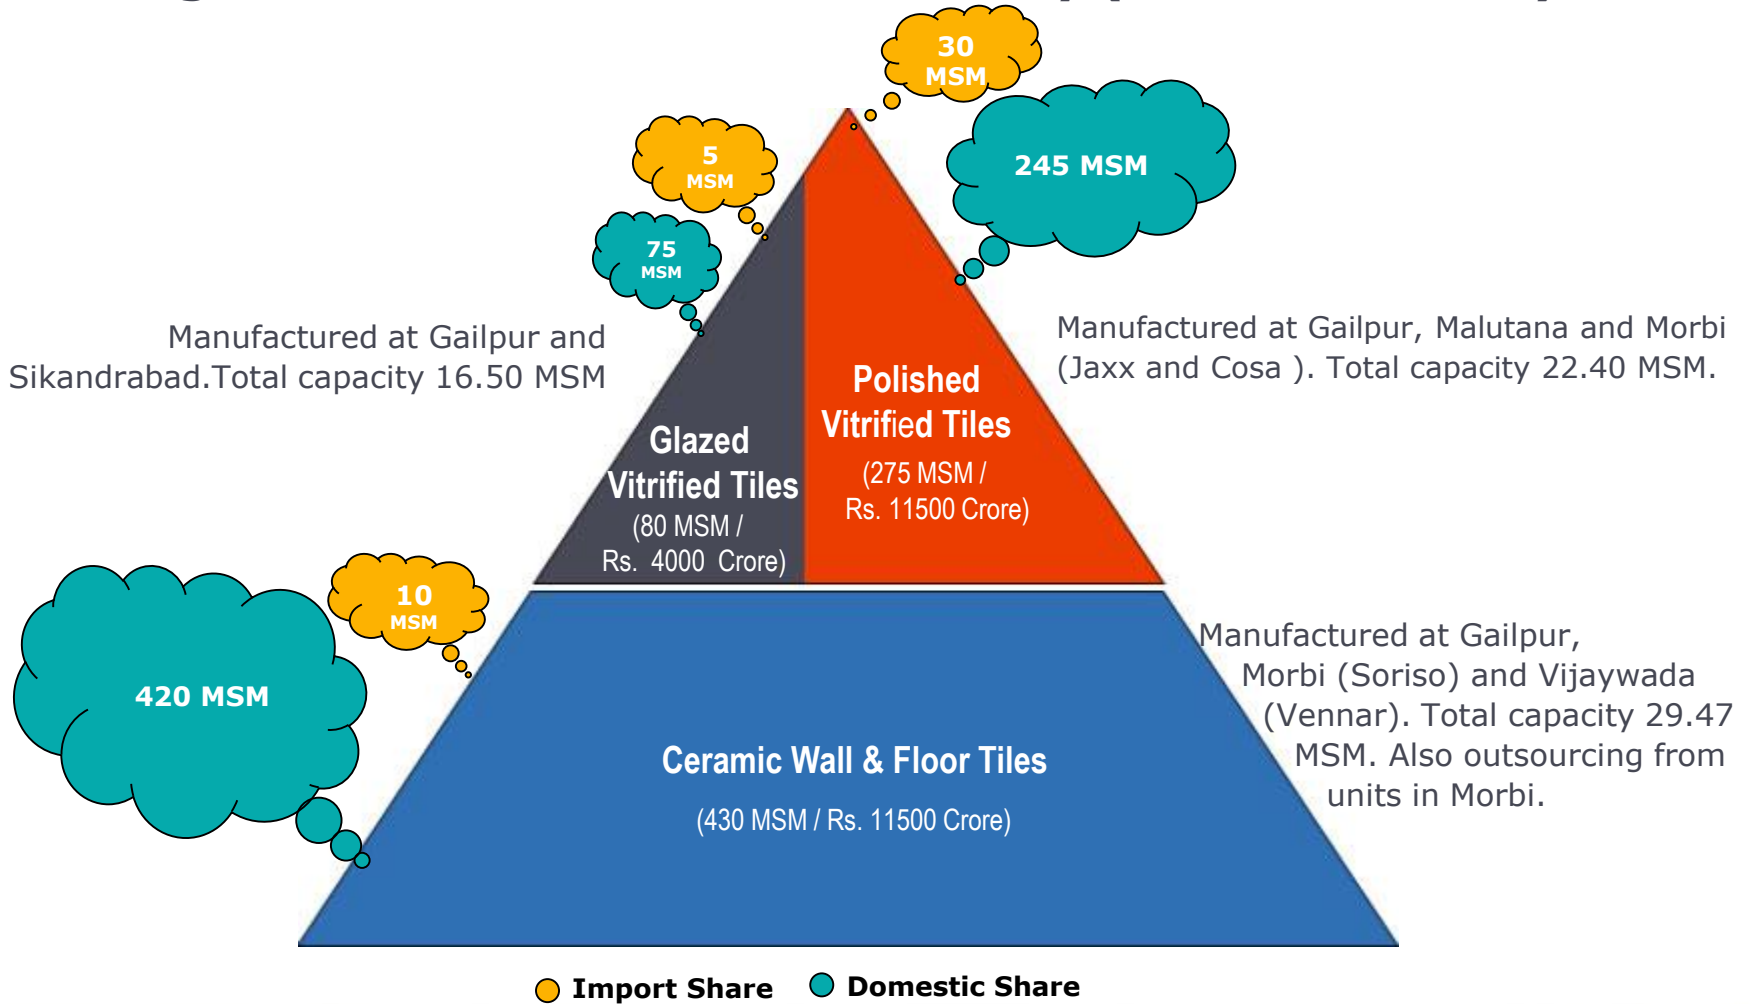 30
MSM
245 MSM
5
MSM
75
MSM
Manufactured at Gailpur and
Sikandrabad.Total capacity 16.50 MSM
Manufactured at Gailpur, Malutana and Morbi
(Jaxx and Cosa ). Total capacity 22.40 MSM.
Polished
Vitrified Tiles
(275 MSM /
Rs. 11500 Crore)
Glazed
Vitrified Tiles
(80 MSM /
Rs. 4000 Crore)
10
MSM
420 MSM
Manufactured at Gailpur,
Morbi (Soriso) and Vijaywada
(Vennar). Total capacity 29.47
MSM. Also outsourcing from
units in Morbi.
Ceramic Wall & Floor Tiles
(430 MSM / Rs. 11500 Crore)
Import Share
Domestic Share